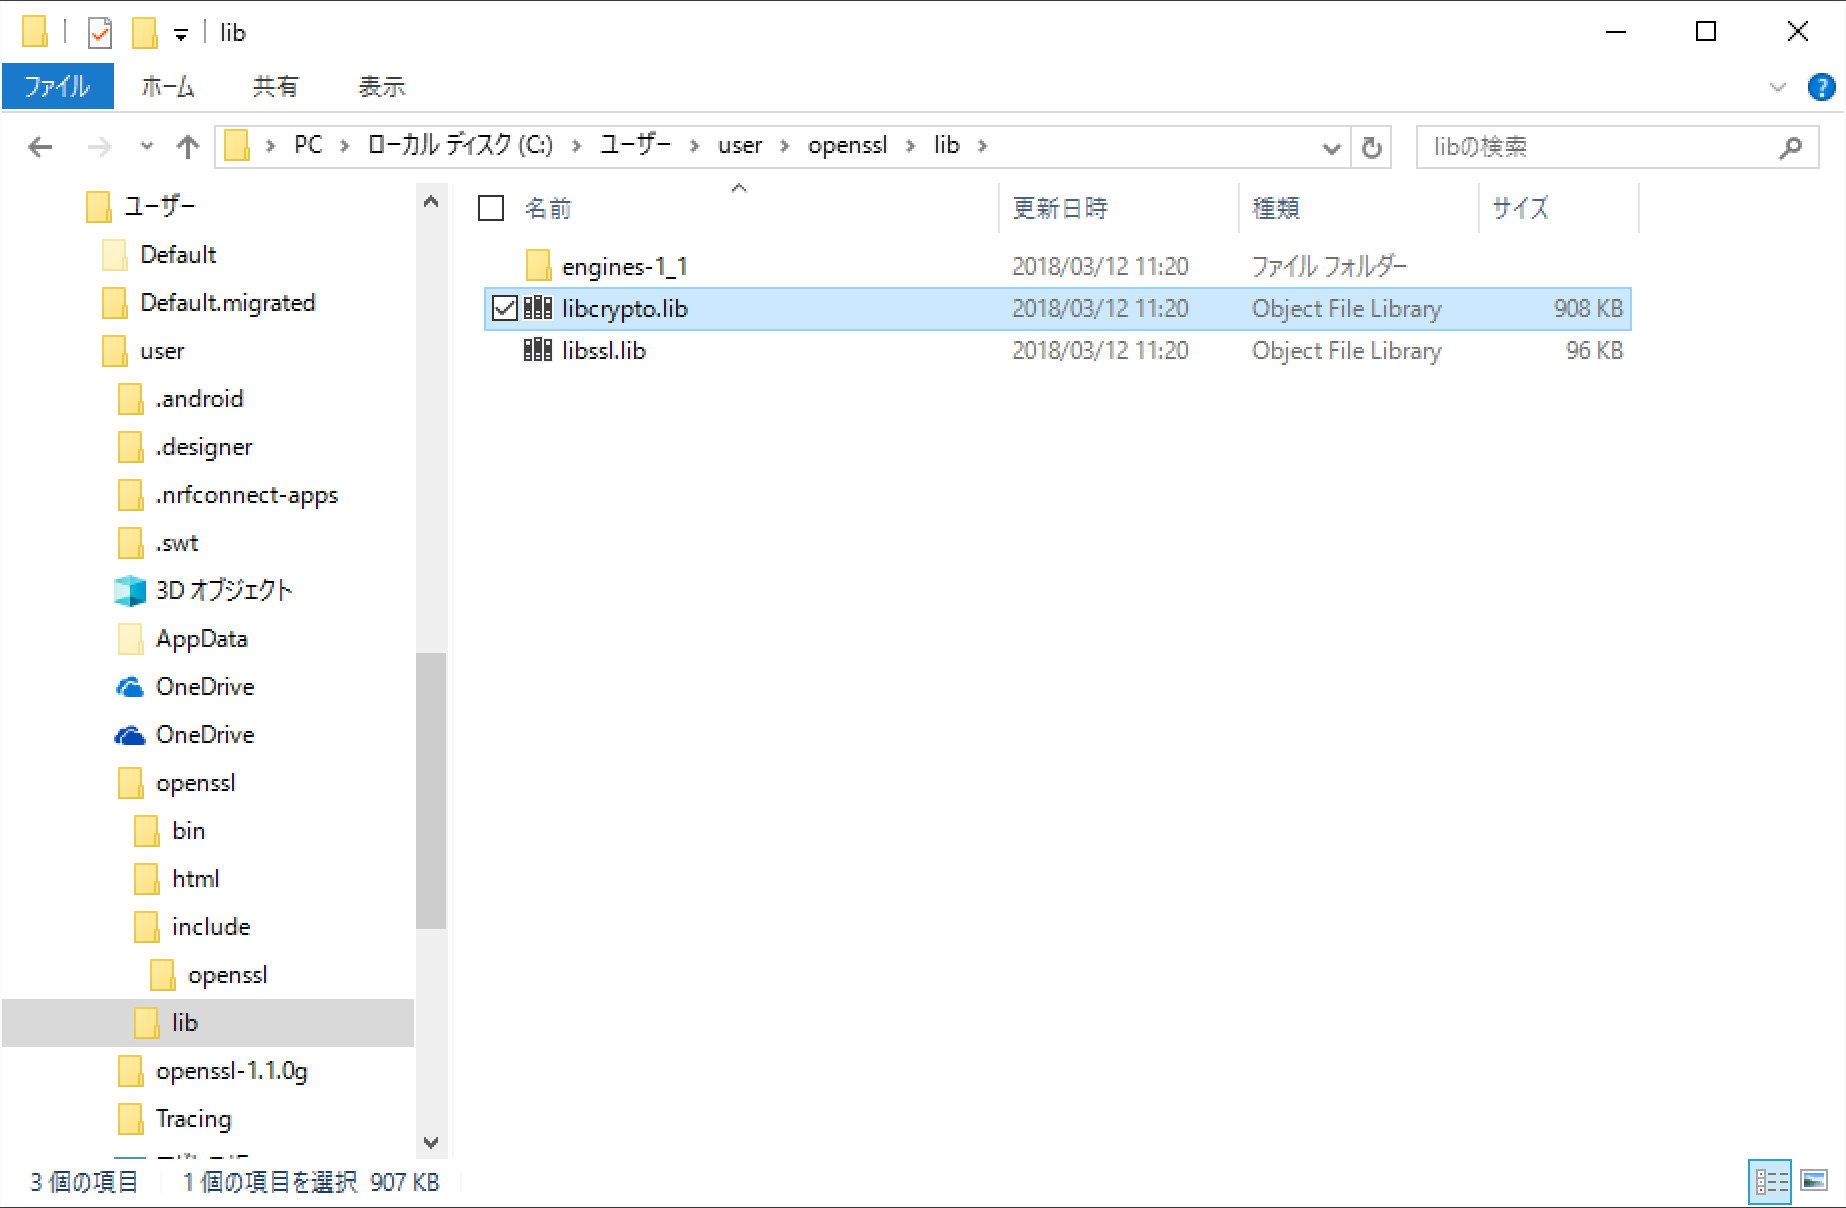 lib
ファイル ホーム 共有 表示
PC ローカル ディスク (C:) ユーザー user openssl lib
libの検索
ユーザー
Default
Default.migrated
user
.android
.designer
.nrfconnect-apps
.swt
3D オブジェクト
AppData
OneDrive
OneDrive
openssl
bin
html
include
openssl
lib
openssl-1.1.0g
Tracing
名前 更新日時 種類 サイズ
engines-1_1 2018/03/12 11:20 ファイル フォルダー
libcrypto.lib 2018/03/12 11:20 Object File Library 908 KB
libssl.lib 2018/03/12 11:20 Object File Library 96 KB
3 個の項目 1 個の項目を選択 907 KB